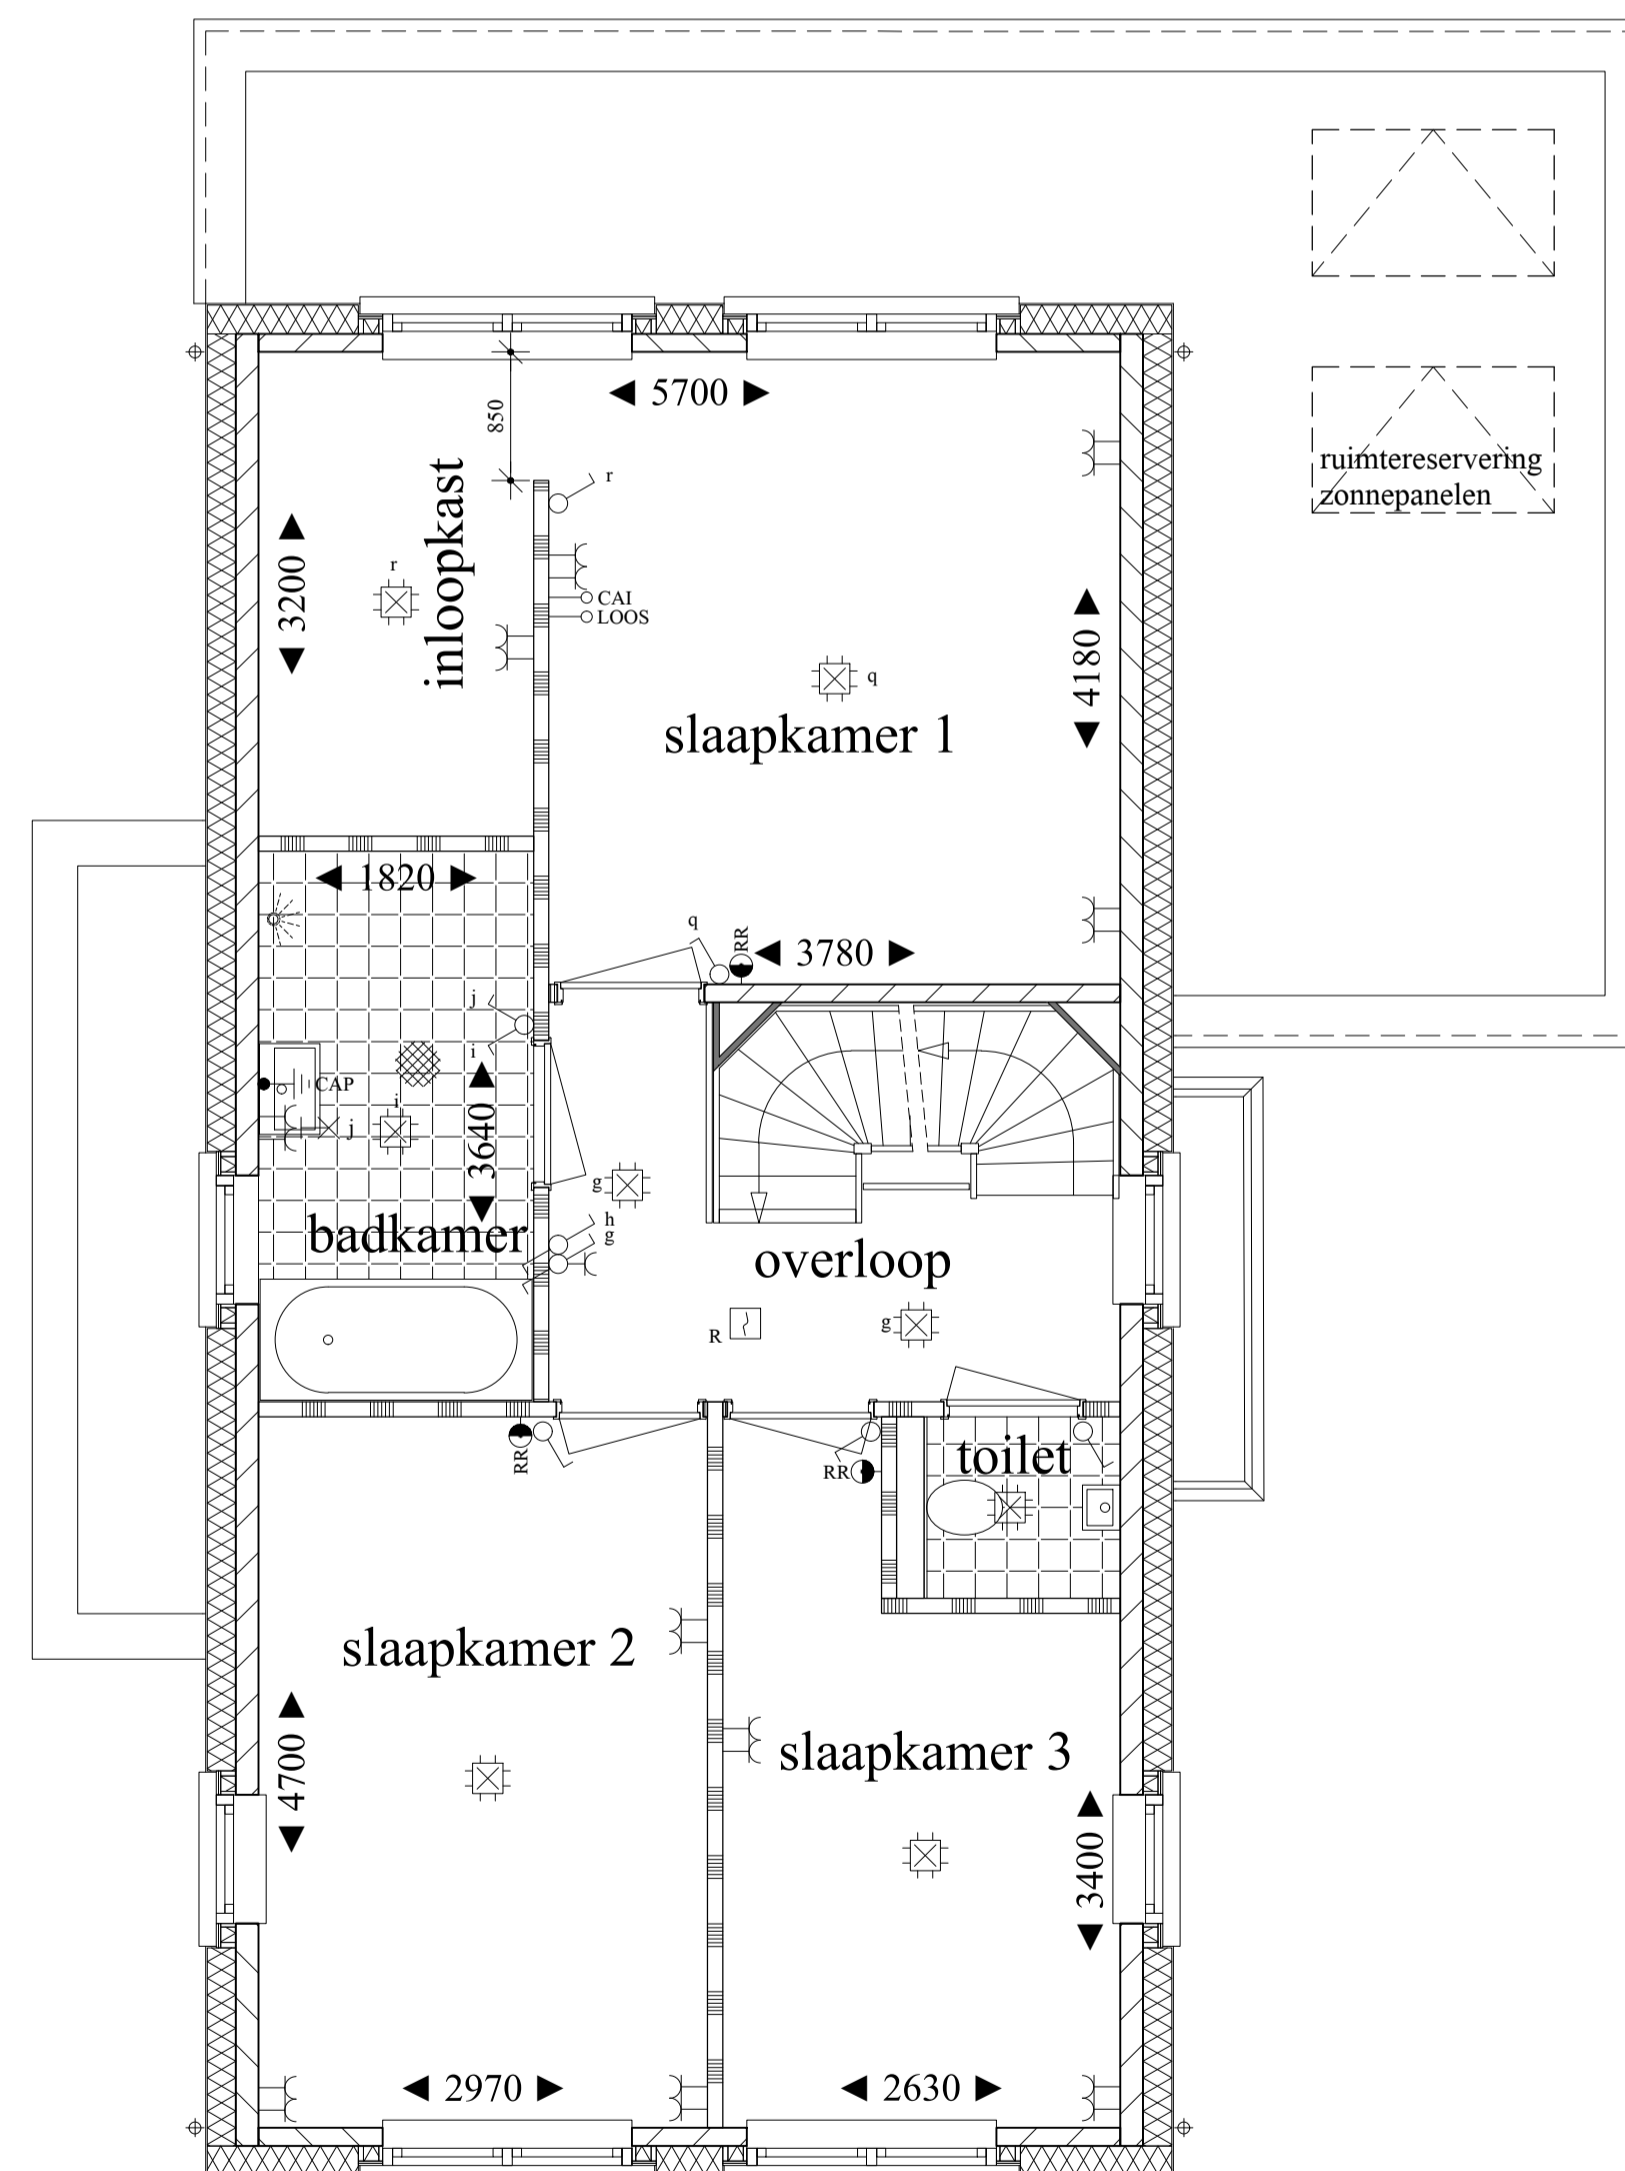 5700
850
r
inloopkast
ruimtereservering
zonnepanelen
3200
r
CAI
LOOS
4180
q
slaapkamer 1
1820
q
RR
3780
j
i
CAP
i
j
3640
g
h
g
badkamer
overloop
R
g
RR
RR
toilet
slaapkamer 2
slaapkamer 3
4700
3400
2970
2630